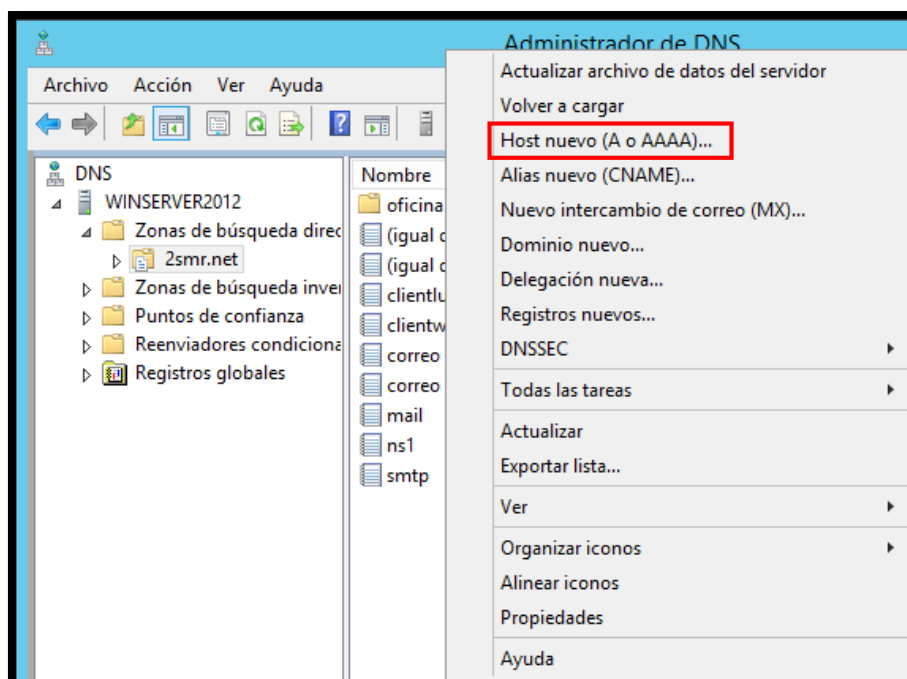 Administrador de DNS
Archivo Acción Ver Ayuda
DNS
WINSERVER2012
Zonas de búsqueda direc
2smr.net
Zonas de búsqueda inver
Puntos de confianza
Reenviadores condiciona
Registros globales
Nombre
oficina
(igual
(igual
clientlu
clientw
correo
correo
mail
ns1
smtp
Actualizar archivo de datos del servidor
Volver a cargar
Host nuevo (A o AAAA)...
Alias nuevo (CNAME)...
Nuevo intercambio de correo (MX)...
Dominio nuevo...
Delegación nueva...
Registros nuevos...
DNSSEC
Todas las tareas
Actualizar
Exportar lista...
Ver
Organizar iconos
Alinear iconos
Propiedades
Ayuda